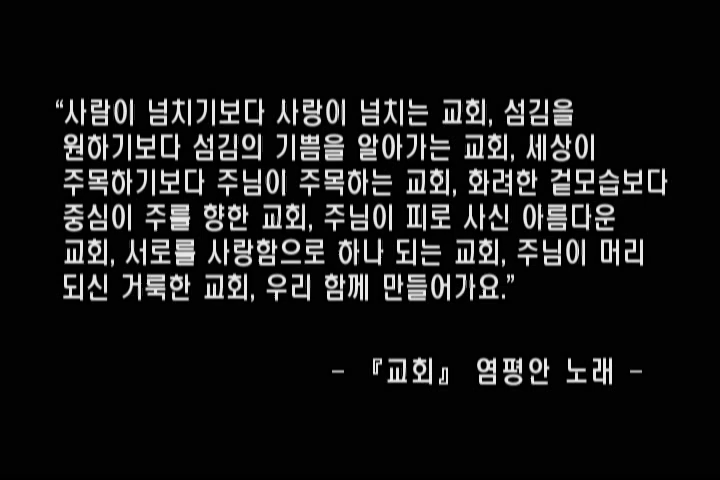 “사람이 넘치기보다 사랑이 넘치는 교회, 섬김을
원하기보다 섬김의 기쁨을 알아가는 교회, 세상이
주목하기보다 주님이 주목하는 교회, 화려한 겉모습보다
중심이 주를 향한 교회, 주님이 피로 사신 아름다운
교회, 서로를 사랑함으로 하나 되는 교회, 주님이 머리
되신 거룩한 교회, 우리 함께 만들어가요.”
- 『교회』 염평안 노래 -